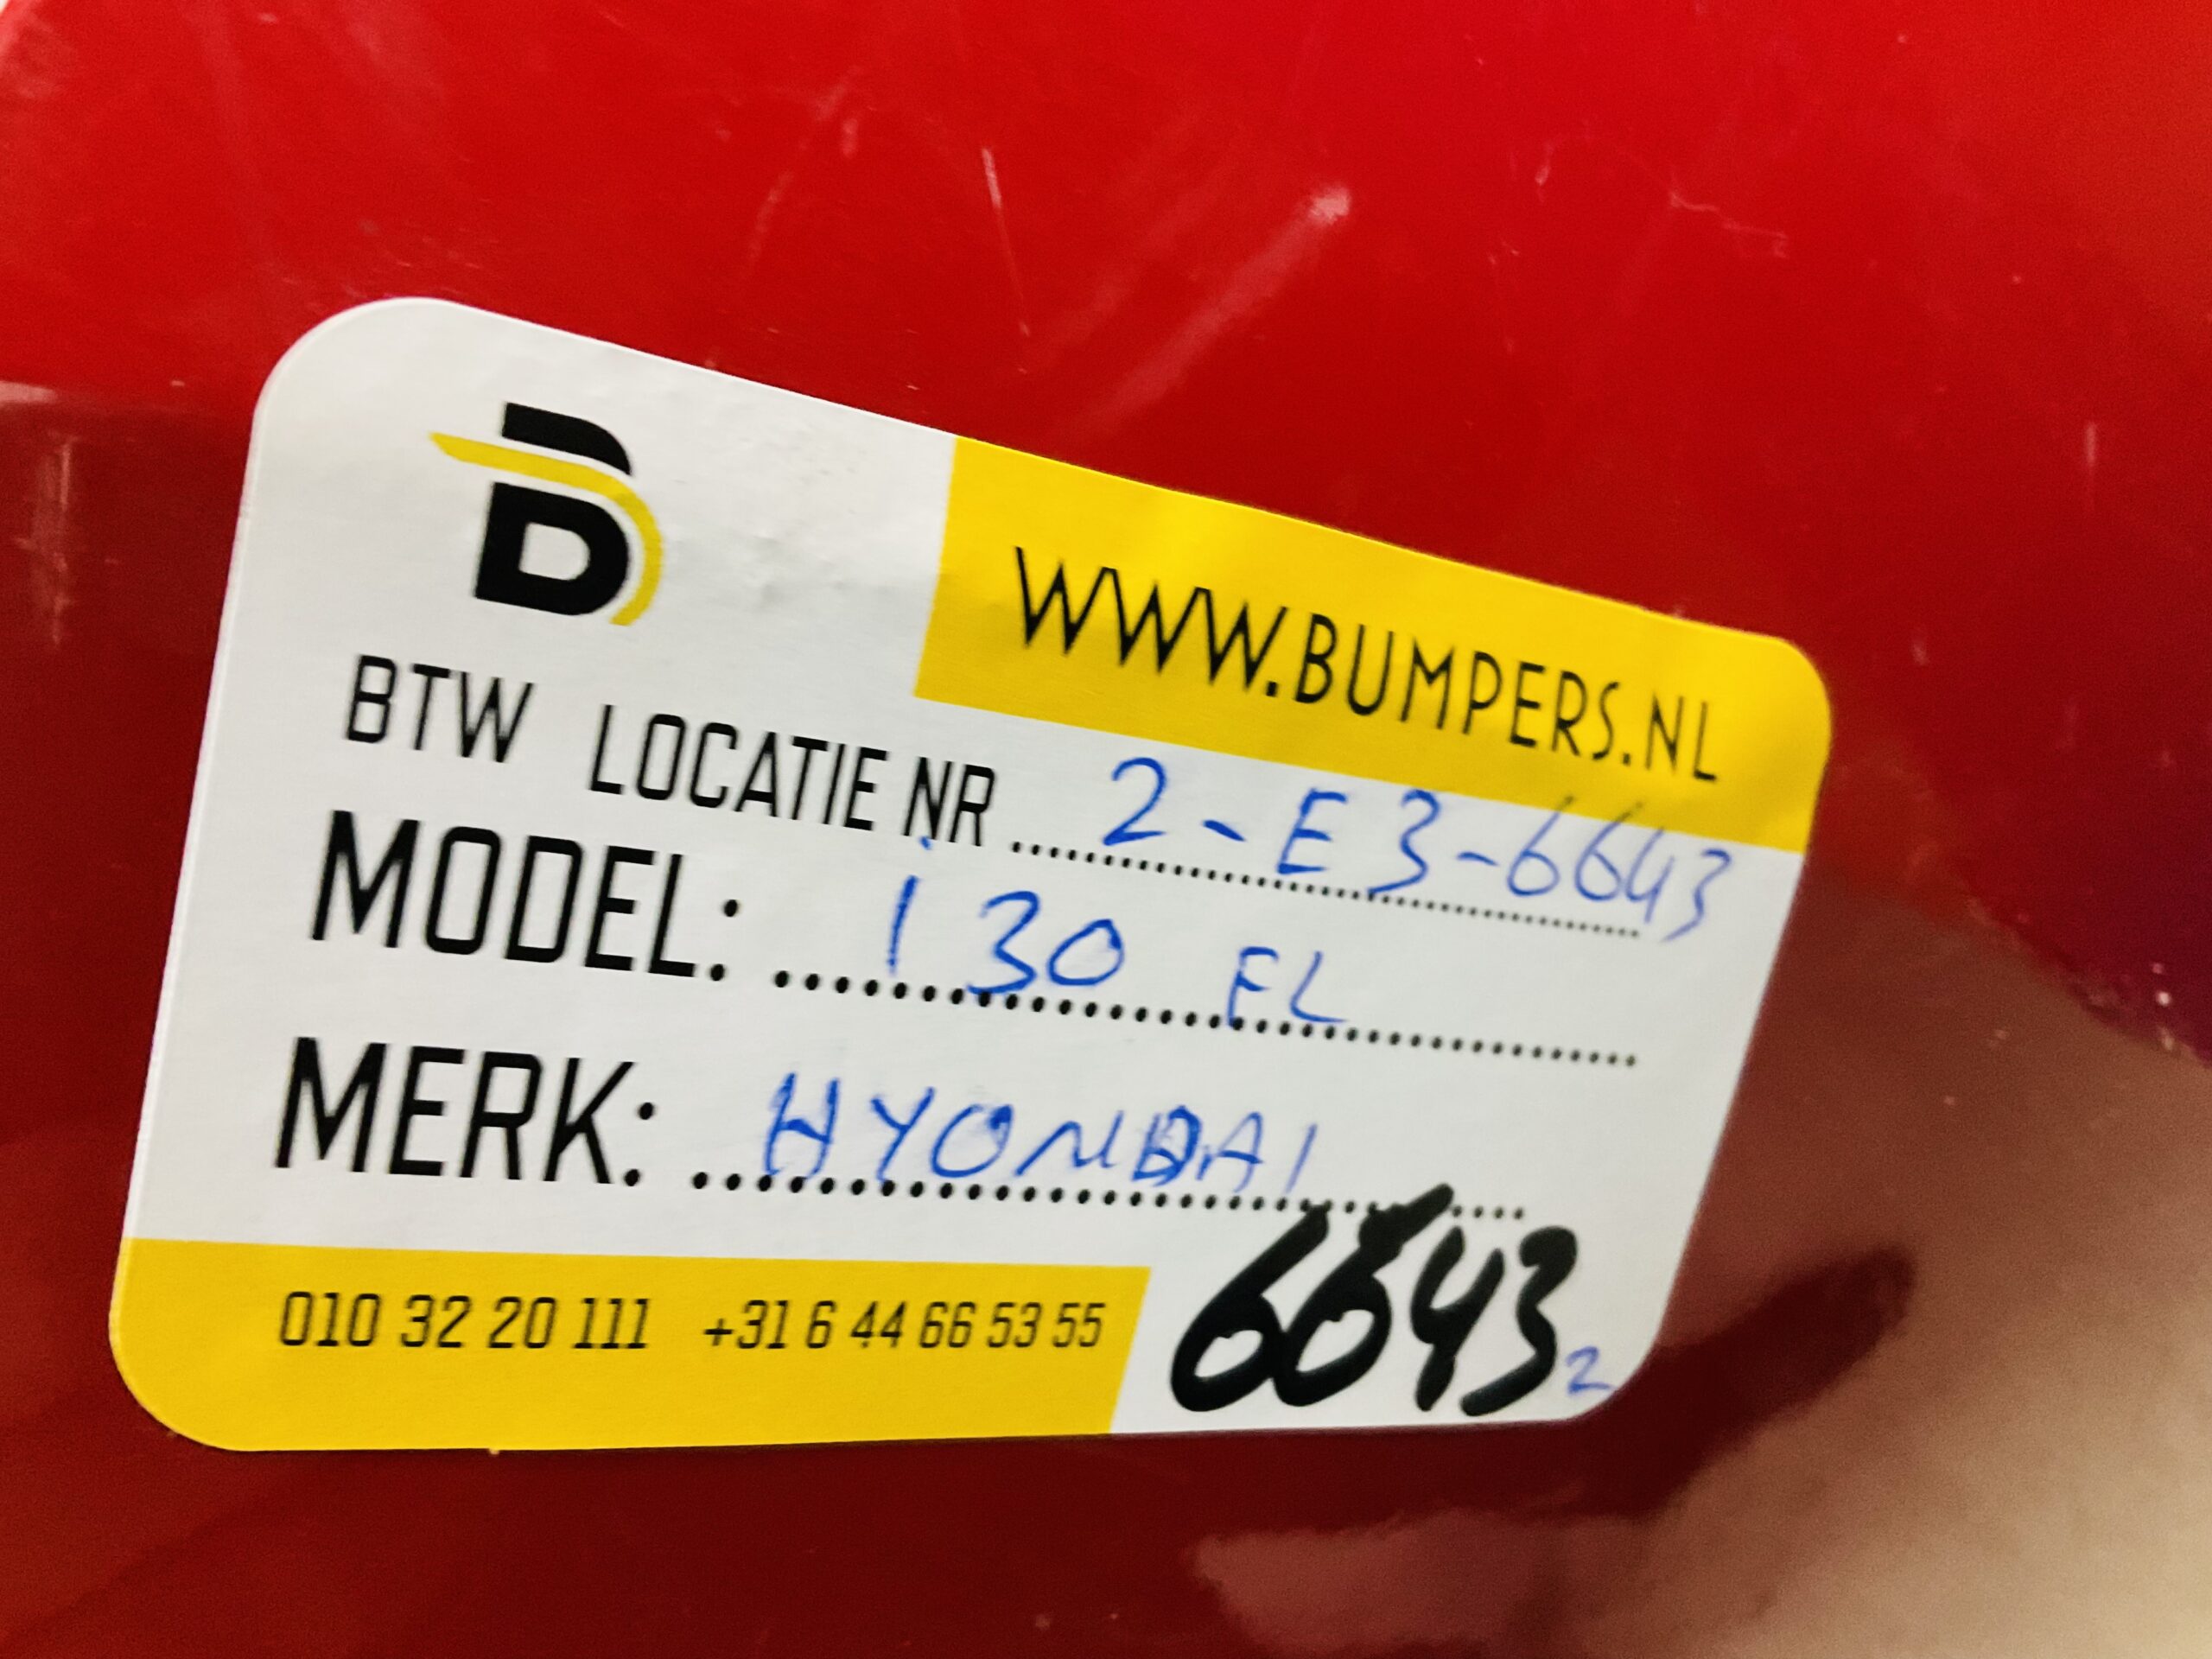 B
WWW.BUMPERS.NL
BTW LOCATIE NR ... 2-E3-6643
MODEL: ... i30 FL
MERK: ... HYONDAI
010 32 20 111 +31 6 44 66 53 55
6643 2